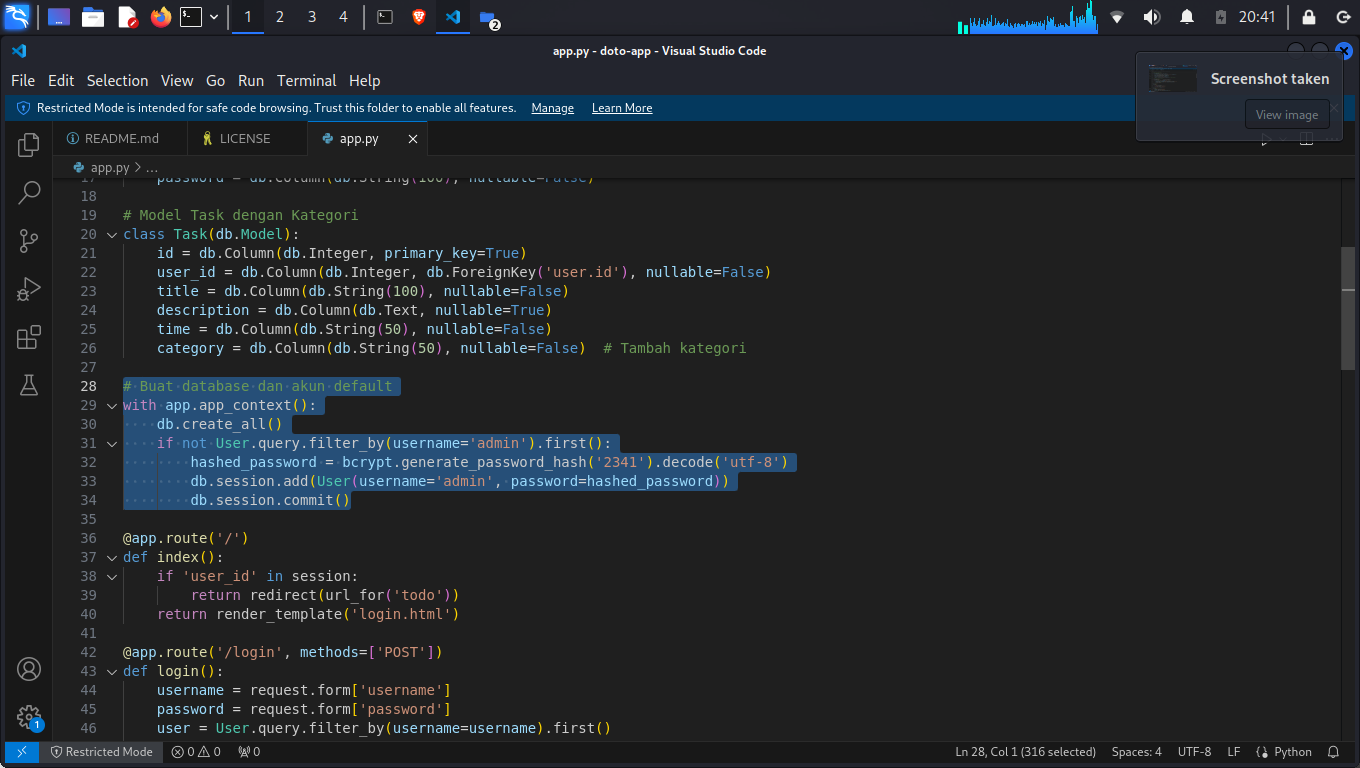 1 2 3 4
2
20:41
app.py - doto-app - Visual Studio Code
File Edit Selection View Go Run Terminal Help
Screenshot taken
View image
Restricted Mode is intended for safe code browsing. Trust this folder to enable all features. Manage Learn More
README.md LICENSE app.py
app.py > ...
17 password = db.Column(db.String(100), nullable=False)
18
19 # Model Task dengan Kategori
20 class Task(db.Model):
21 id = db.Column(db.Integer, primary_key=True)
22 user_id = db.Column(db.Integer, db.ForeignKey('user.id'), nullable=False)
23 title = db.Column(db.String(100), nullable=False)
24 description = db.Column(db.Text, nullable=True)
25 time = db.Column(db.String(50), nullable=False)
26 category = db.Column(db.String(50), nullable=False)  # Tambah kategori
27
28 # Buat database dan akun default
29 with app.app_context():
30 db.create_all()
31 if not User.query.filter_by(username='admin').first():
32 hashed_password = bcrypt.generate_password_hash('2341').decode('utf-8')
33 db.session.add(User(username='admin', password=hashed_password))
34 db.session.commit()
35
36 @app.route('/')
37 def index():
38 if 'user_id' in session:
39 return redirect(url_for('todo'))
40 return render_template('login.html')
41
42 @app.route('/login', methods=['POST'])
43 def login():
44 username = request.form['username']
45 password = request.form['password']
46 user = User.query.filter_by(username=username).first()
1
Restricted Mode 0 0 0 Ln 28, Col 1 (316 selected) Spaces: 4 UTF-8 LF Python